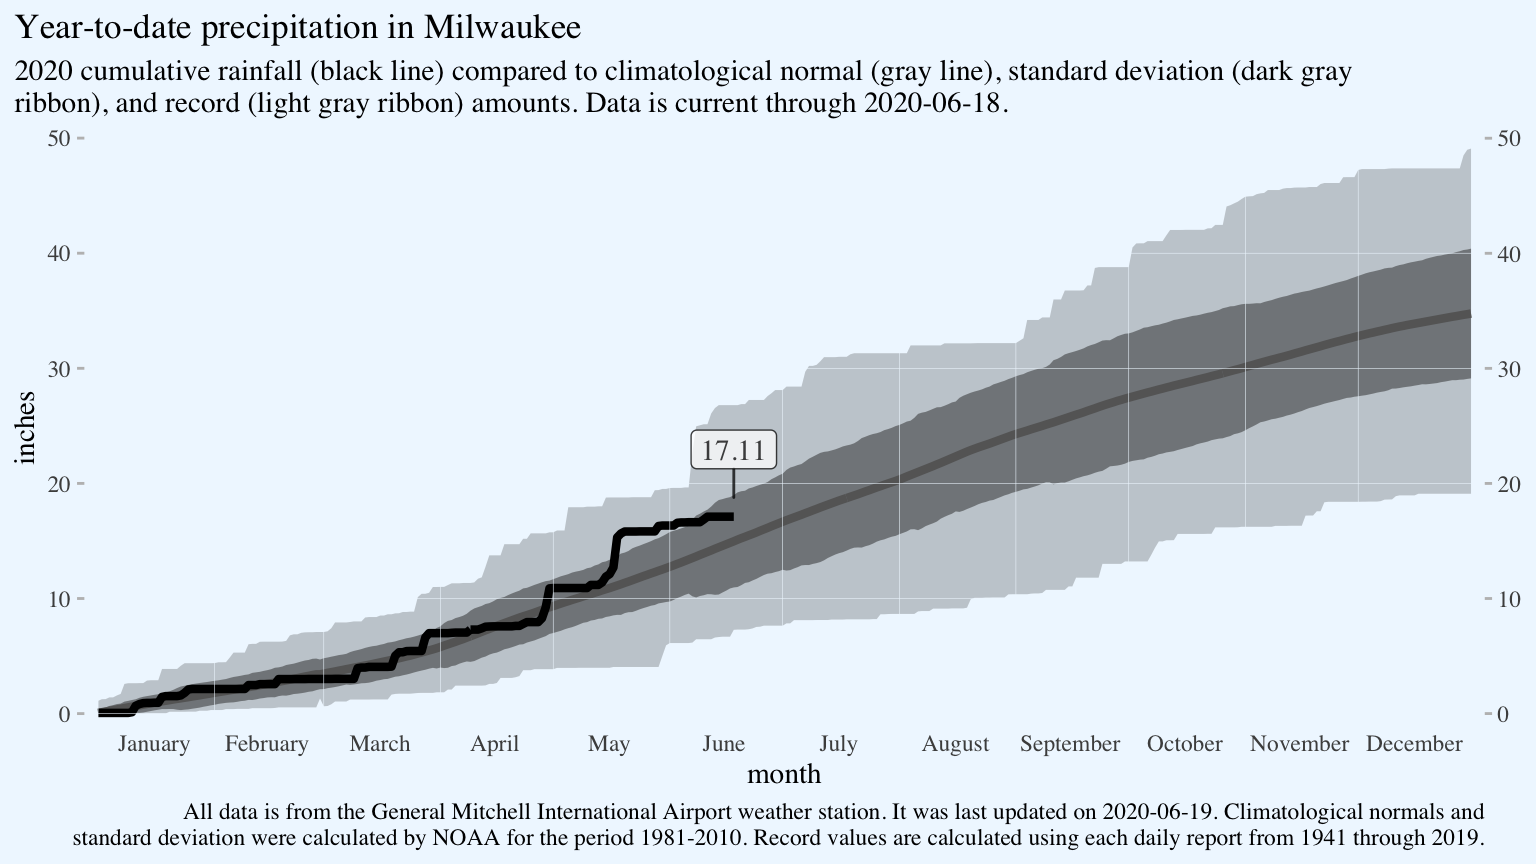 Year-to-date precipitation in Milwaukee
2020 cumulative rainfall (black line) compared to climatological normal (gray line), standard deviation (dark gray
ribbon), and record (light gray ribbon) amounts. Data is current through 2020-06-18.
50 50
40 40
30 30
inches
17.11
20 20
10 10
0 0
January February March April May June July August September October November December
month
All data is from the General Mitchell International Airport weather station. It was last updated on 2020-06-19. Climatological normals and
standard deviation were calculated by NOAA for the period 1981-2010. Record values are calculated using each daily report from 1941 through 2019.